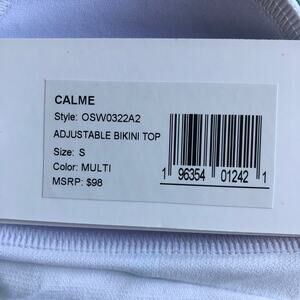 CALME
Style: OSW0322A2
ADJUSTABLE BIKINI TOP
Size: S
Color: MULTI
MSRP: $98
1 96354 01242 1